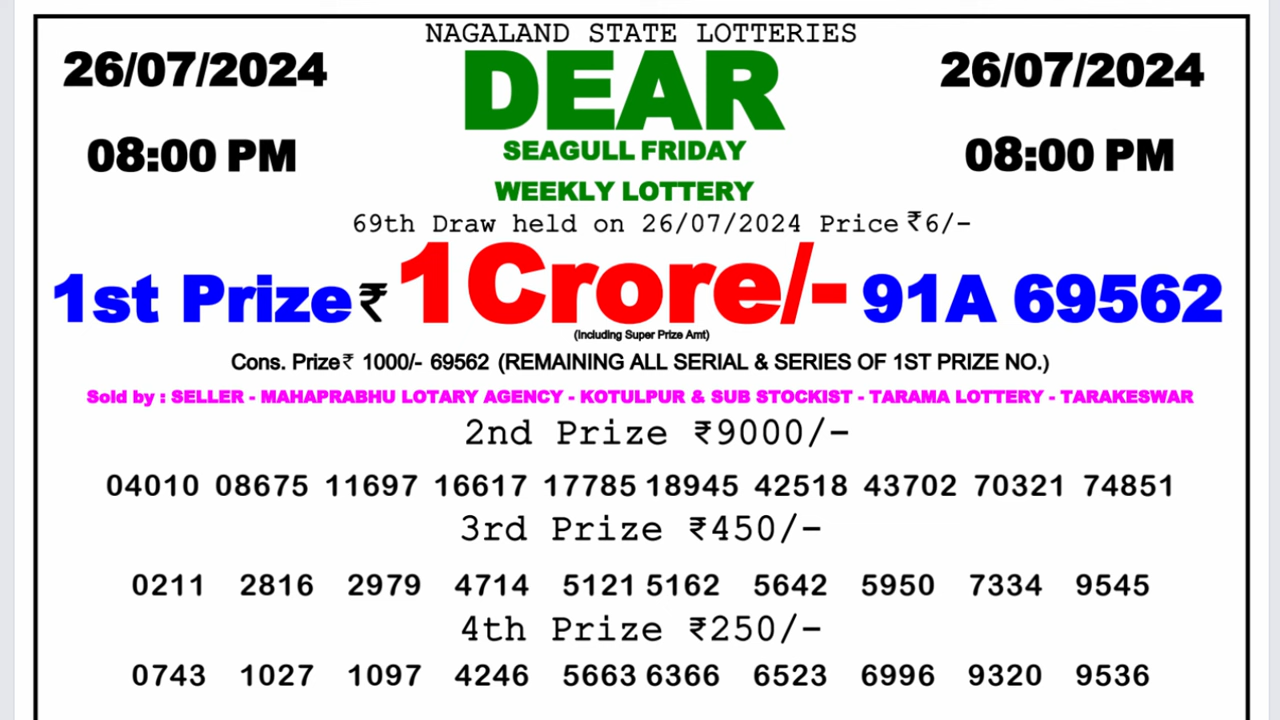 NAGALAND STATE LOTTERIES
26/07/2024 DEAR 26/07/2024
08:00 PM SEAGULL FRIDAY 08:00 PM
WEEKLY LOTTERY
69th Draw held on 26/07/2024 Price ₹6/-
1st Prize ₹ 1Crore/- 91A 69562
(Including Super Prize Amt)
Cons. Prize ₹ 1000/- 69562 (REMAINING ALL SERIAL & SERIES OF 1ST PRIZE NO.)
Sold by : SELLER - MAHAPRABHU LOTARY AGENCY - KOTULPUR & SUB STOCKIST - TARAMA LOTTERY - TARAKESWAR
2nd Prize ₹9000/-
04010 08675 11697 16617 17785 18945 42518 43702 70321 74851
3rd Prize ₹450/-
0211 2816 2979 4714 5121 5162 5642 5950 7334 9545
4th Prize ₹250/-
0743 1027 1097 4246 5663 6366 6523 6996 9320 9536